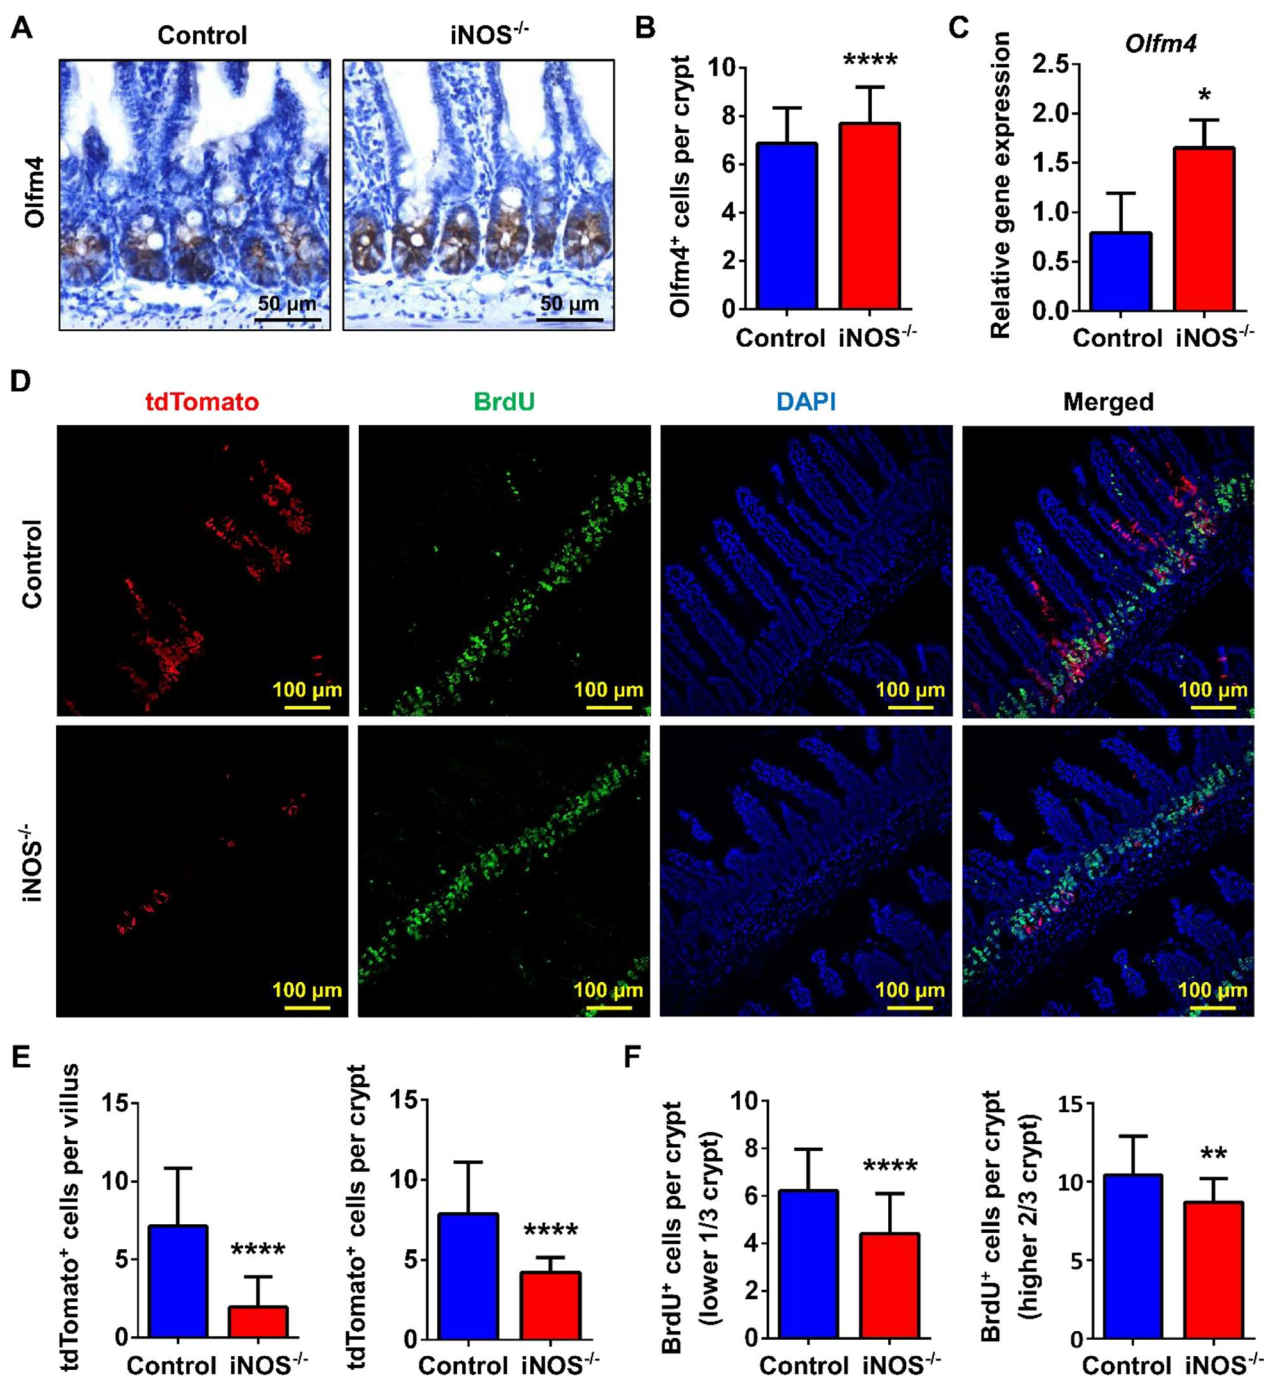 A
Control
iNOS⁻/⁻
Olfm4
50 µm
50 µm
B
Olfm4⁺ cells per crypt
10
8
6
4
2
0
****
Control
iNOS⁻/⁻
C
Olfm4
Relative gene expression
2.5
2.0
1.5
1.0
0.5
0.0
*
Control
iNOS⁻/⁻
D
tdTomato
BrdU
DAPI
Merged
Control
100 µm
100 µm
100 µm
100 µm
iNOS⁻/⁻
100 µm
100 µm
100 µm
100 µm
E
tdTomato⁺ cells per villus
15
10
5
0
****
Control
iNOS⁻/⁻
tdTomato⁺ cells per crypt
15
10
5
0
****
Control
iNOS⁻/⁻
F
BrdU⁺ cells per crypt
(lower 1/3 crypt)
10
8
6
4
2
0
****
Control
iNOS⁻/⁻
BrdU⁺ cells per crypt
(higher 2/3 crypt)
15
10
5
0
**
Control
iNOS⁻/⁻